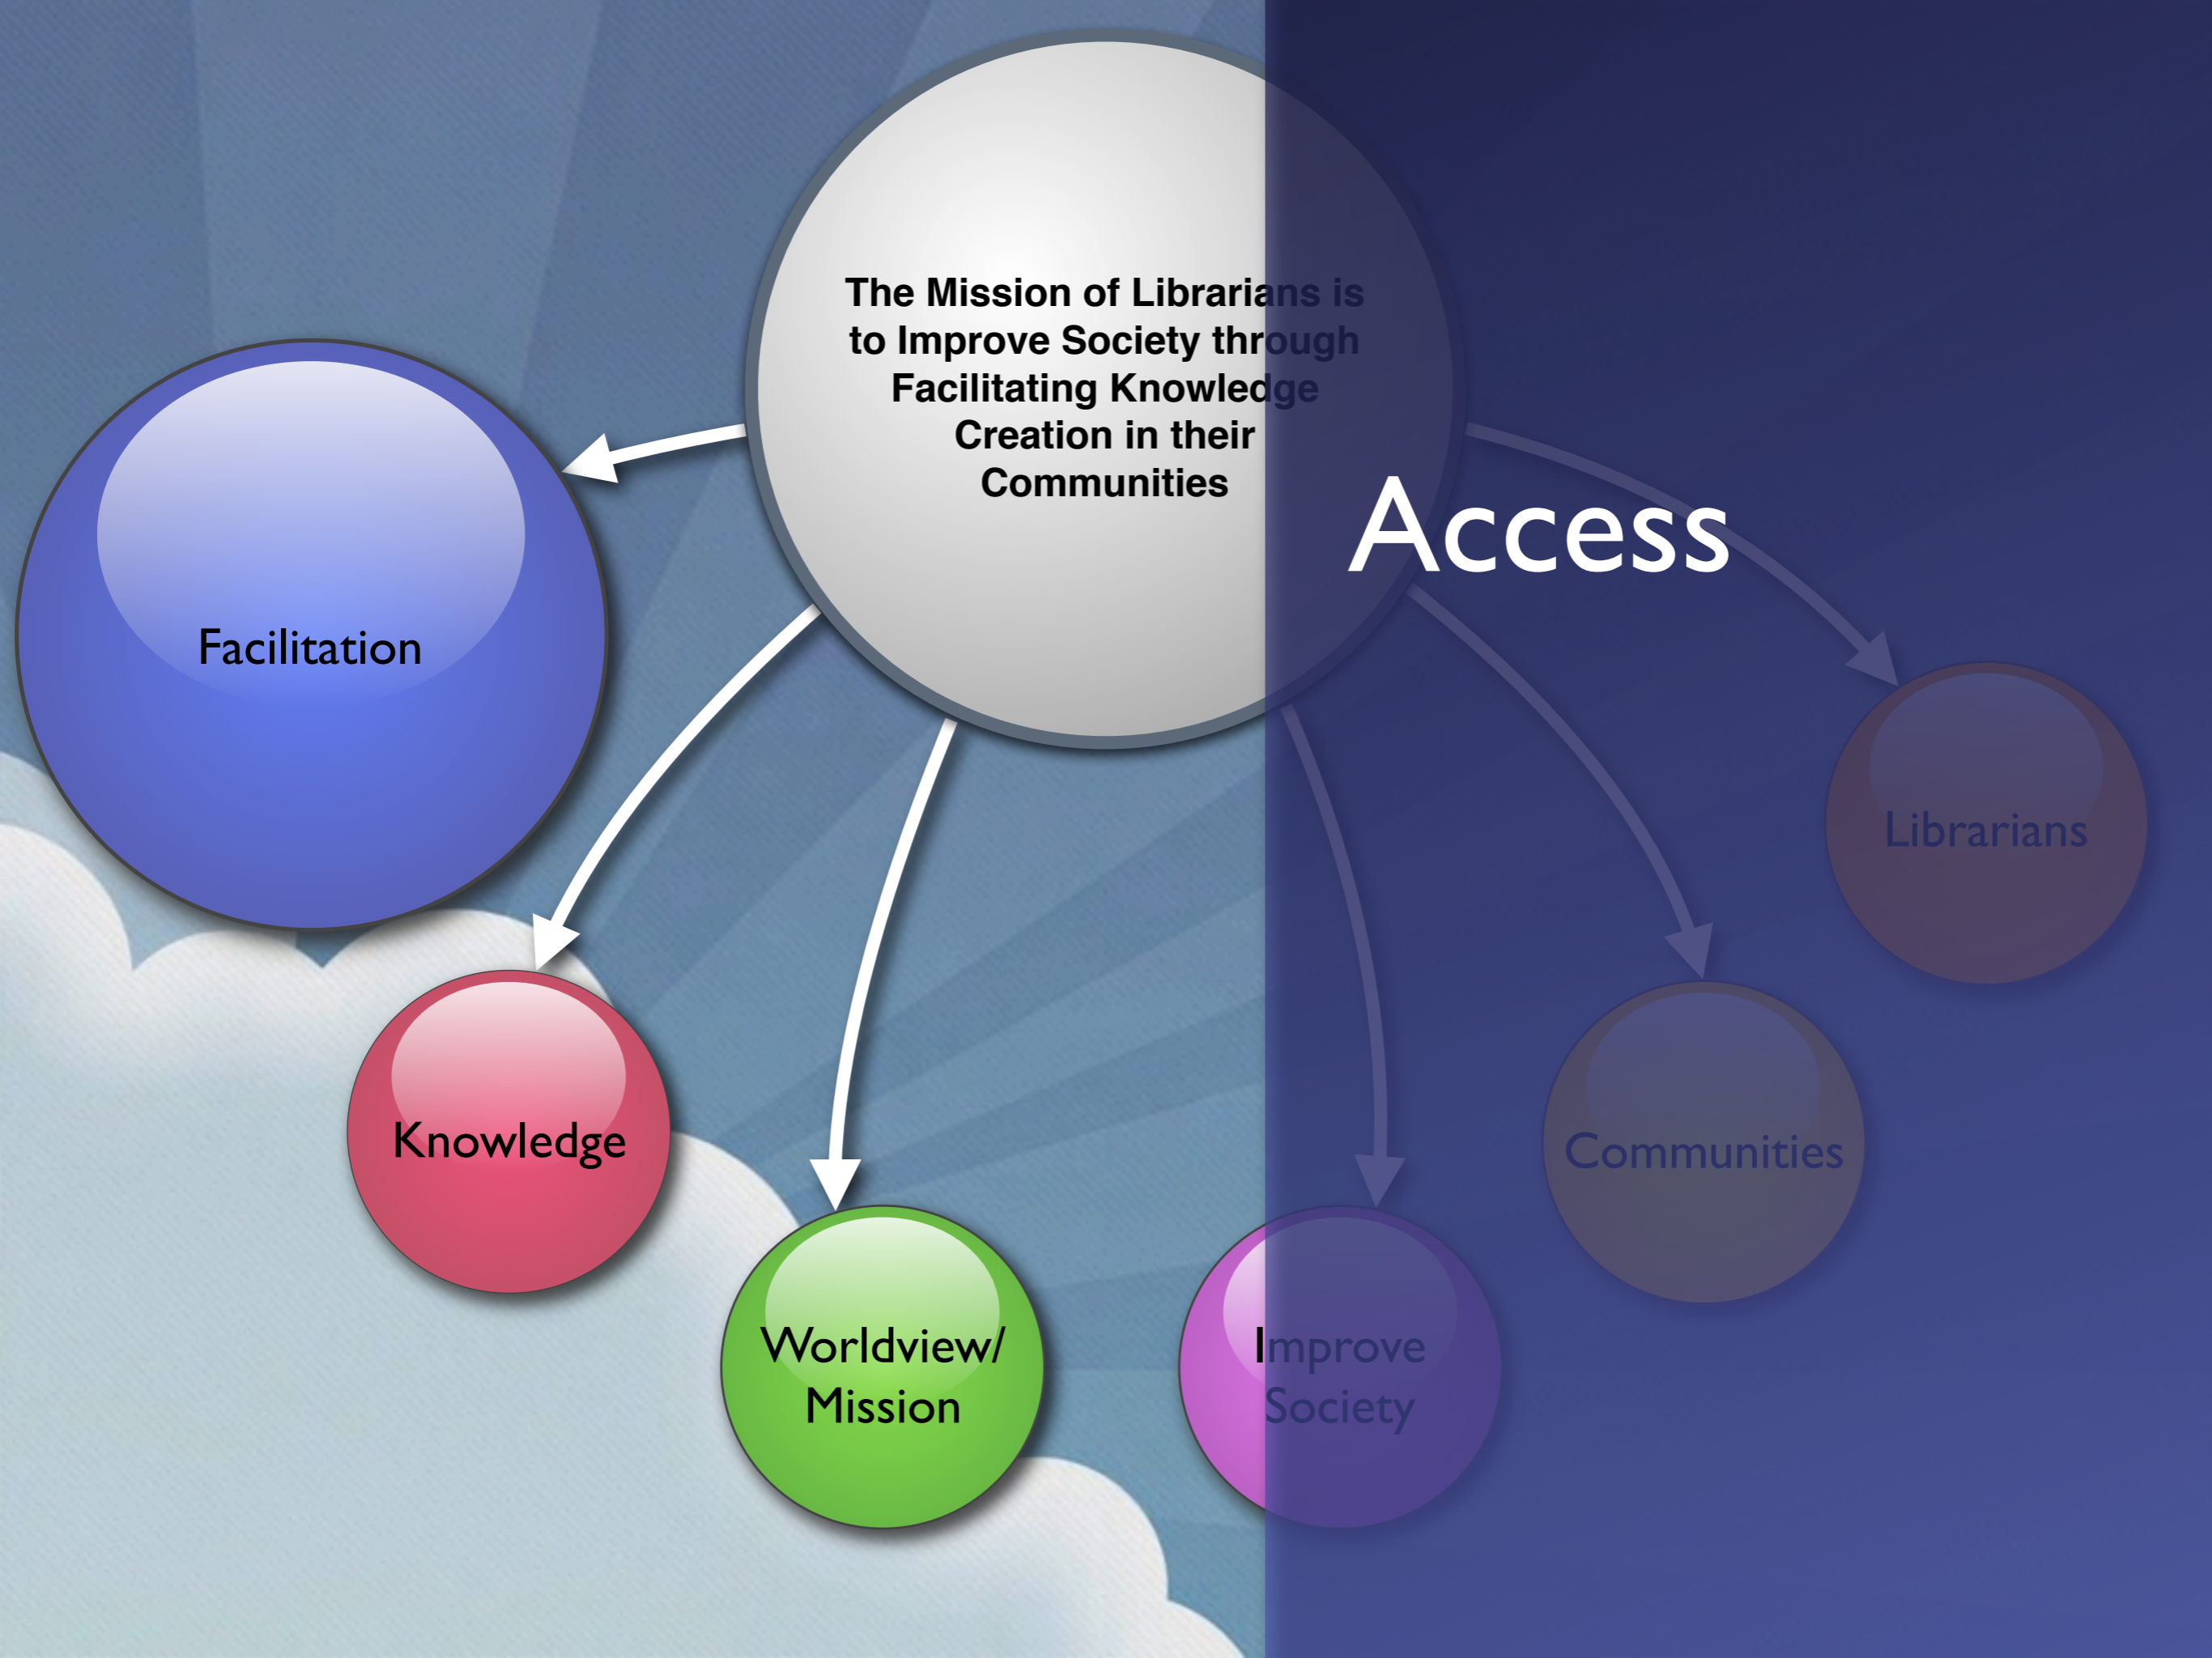 The Mission of Librarians is
to Improve Society through
Facilitating Knowledge
Creation in their
Communities
Access
Facilitation
Librarians
Knowledge
Communities
Worldview/
Mission
Improve
Society